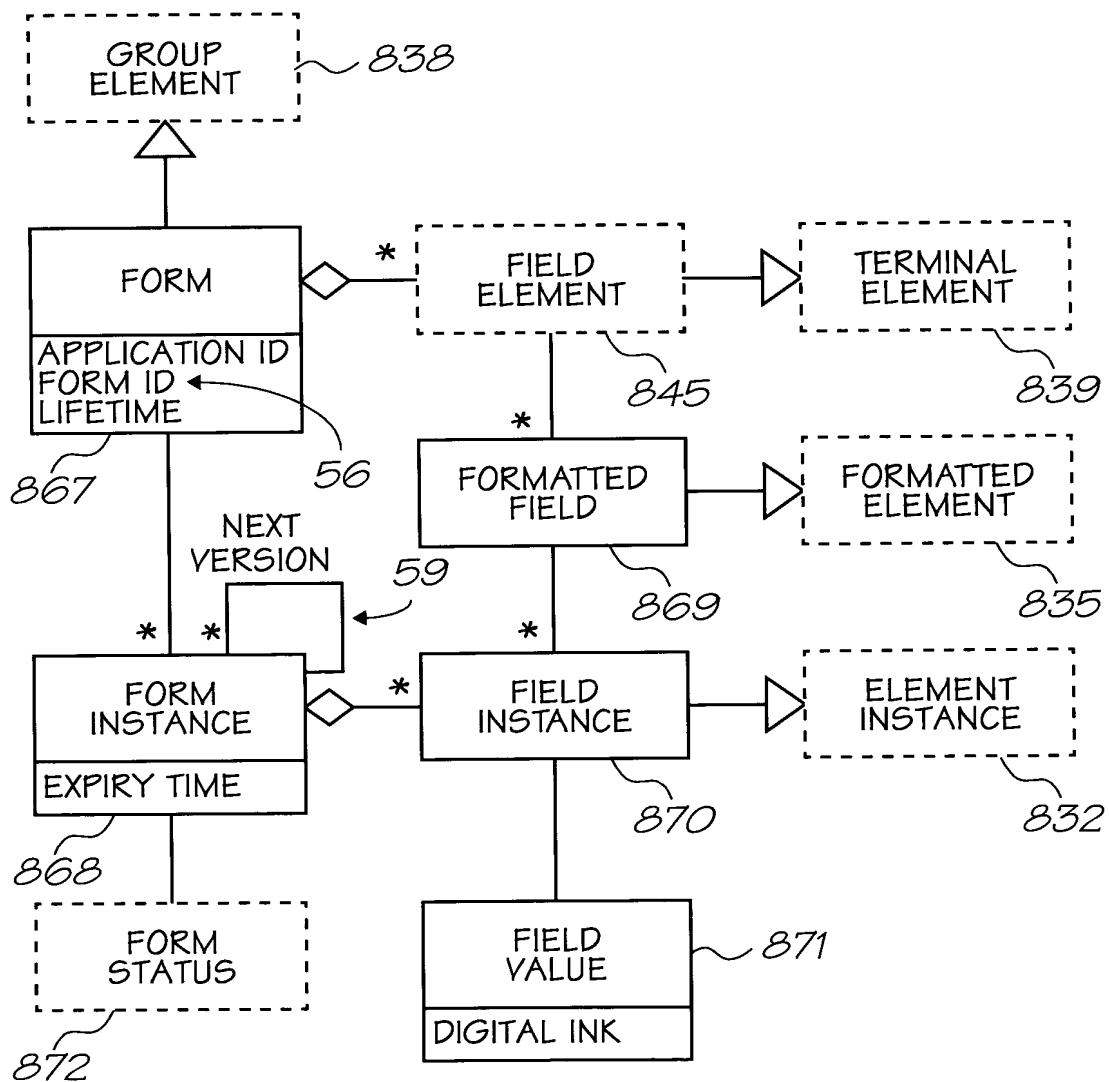 GROUP
ELEMENT
838
FORM
*
FIELD
ELEMENT
TERMINAL
ELEMENT
APPLICATION ID
FORM ID
LIFETIME
845
839
867
56
*
FORMATTED
FIELD
FORMATTED
ELEMENT
NEXT
VERSION
59
869
835
*
*
*
FORM
INSTANCE
*
FIELD
INSTANCE
ELEMENT
INSTANCE
EXPIRY TIME
870
832
868
FORM
STATUS
FIELD
VALUE
871
DIGITAL INK
872